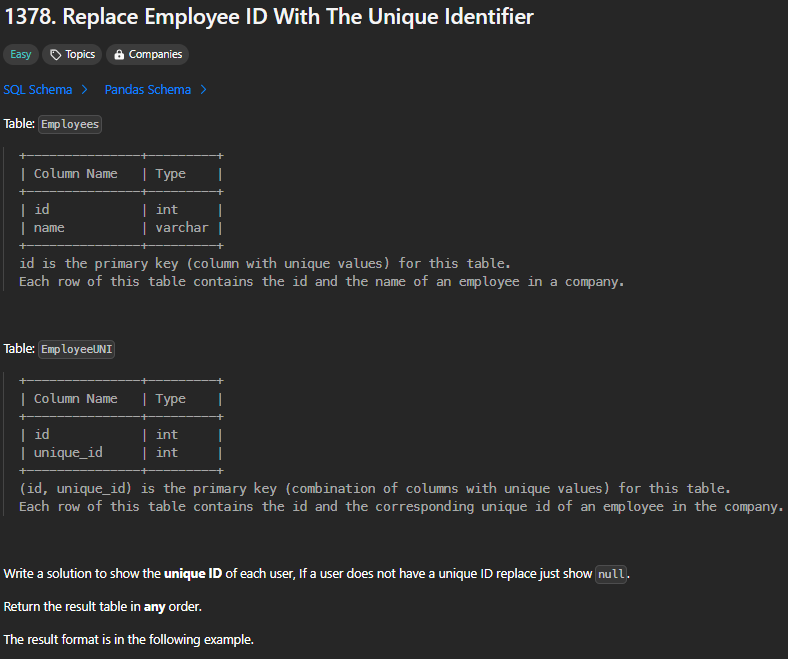 1378. Replace Employee ID With The Unique Identifier
Easy Topics Companies
SQL Schema > Pandas Schema >
Table: Employees
+---------------+---------+
| Column Name   | Type    |
+---------------+---------+
| id            | int     |
| name          | varchar |
+---------------+---------+
id is the primary key (column with unique values) for this table.
Each row of this table contains the id and the name of an employee in a company.
Table: EmployeeUNI
+---------------+---------+
| Column Name   | Type    |
+---------------+---------+
| id            | int     |
| unique_id     | int     |
+---------------+---------+
(id, unique_id) is the primary key (combination of columns with unique values) for this table.
Each row of this table contains the id and the corresponding unique id of an employee in the company.
Write a solution to show the unique ID of each user, If a user does not have a unique ID replace just show null.
Return the result table in any order.
The result format is in the following example.